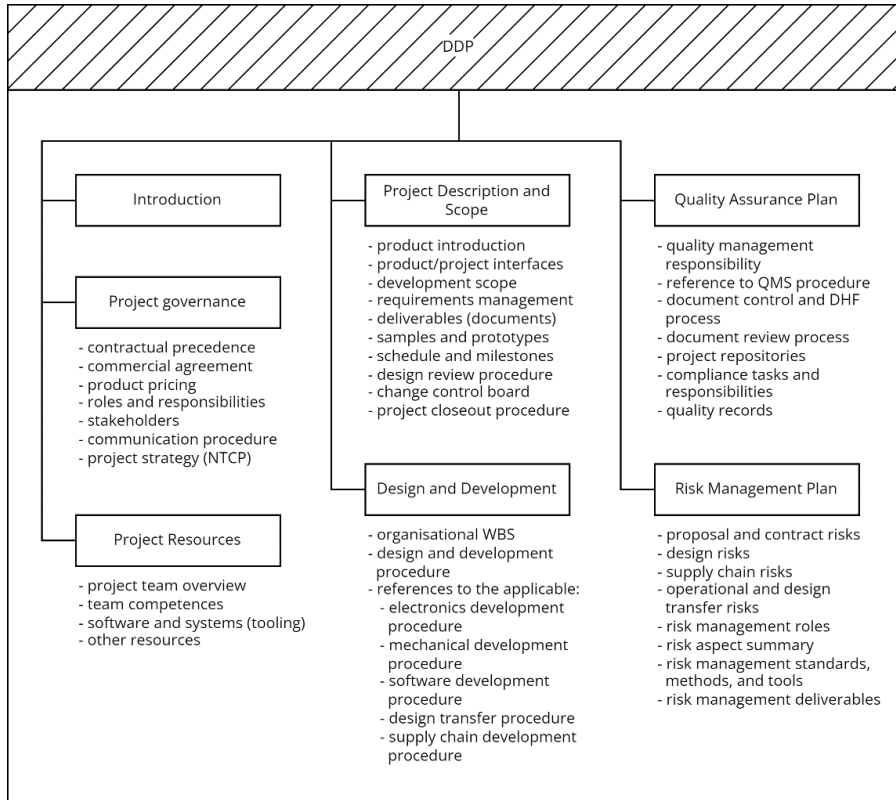 DDP
Introduction
Project governance
- contractual precedence
- commercial agreement
- product pricing
- roles and responsibilities
- stakeholders
- communication procedure
- project strategy (NTCP)
Project Resources
- project team overview
- team competences
- software and systems (tooling)
- other resources
Project Description and
Scope
- product introduction
- product/project interfaces
- development scope
- requirements management
- deliverables (documents)
- samples and prototypes
- schedule and milestones
- design review procedure
- change control board
- project closeout procedure
Design and Development
- organisational WBS
- design and development
procedure
- references to the applicable:
- electronics development
procedure
- mechanical development
procedure
- software development
procedure
- design transfer procedure
- supply chain development
procedure
Quality Assurance Plan
- quality management
responsibility
- reference to QMS procedure
- document control and DHF
process
- document review process
- project repositories
- compliance tasks and
responsibilities
- quality records
Risk Management Plan
- proposal and contract risks
- design risks
- supply chain risks
- operational and design
transfer risks
- risk management roles
- risk aspect summary
- risk management standards,
methods, and tools
- risk management deliverables